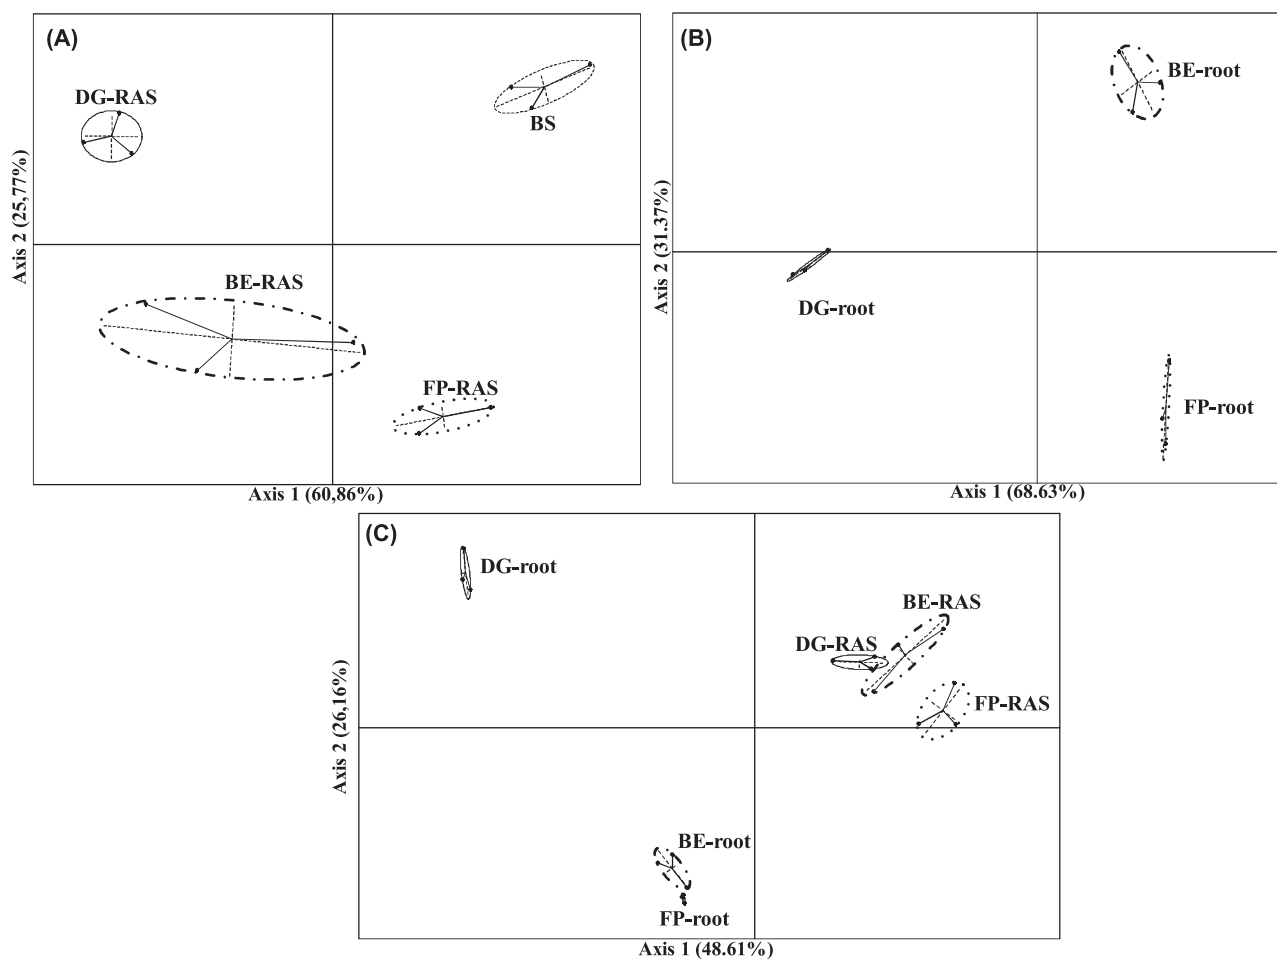 (A)
DG-RAS
BS
BE-RAS
FP-RAS
Axis 2 (25,77%)
Axis 1 (60,86%)
(B)
BE-root
DG-root
FP-root
Axis 2 (31.37%)
Axis 1 (68.63%)
(C)
DG-root
BE-RAS
DG-RAS
FP-RAS
BE-root
FP-root
Axis 2 (26,16%)
Axis 1 (48.61%)